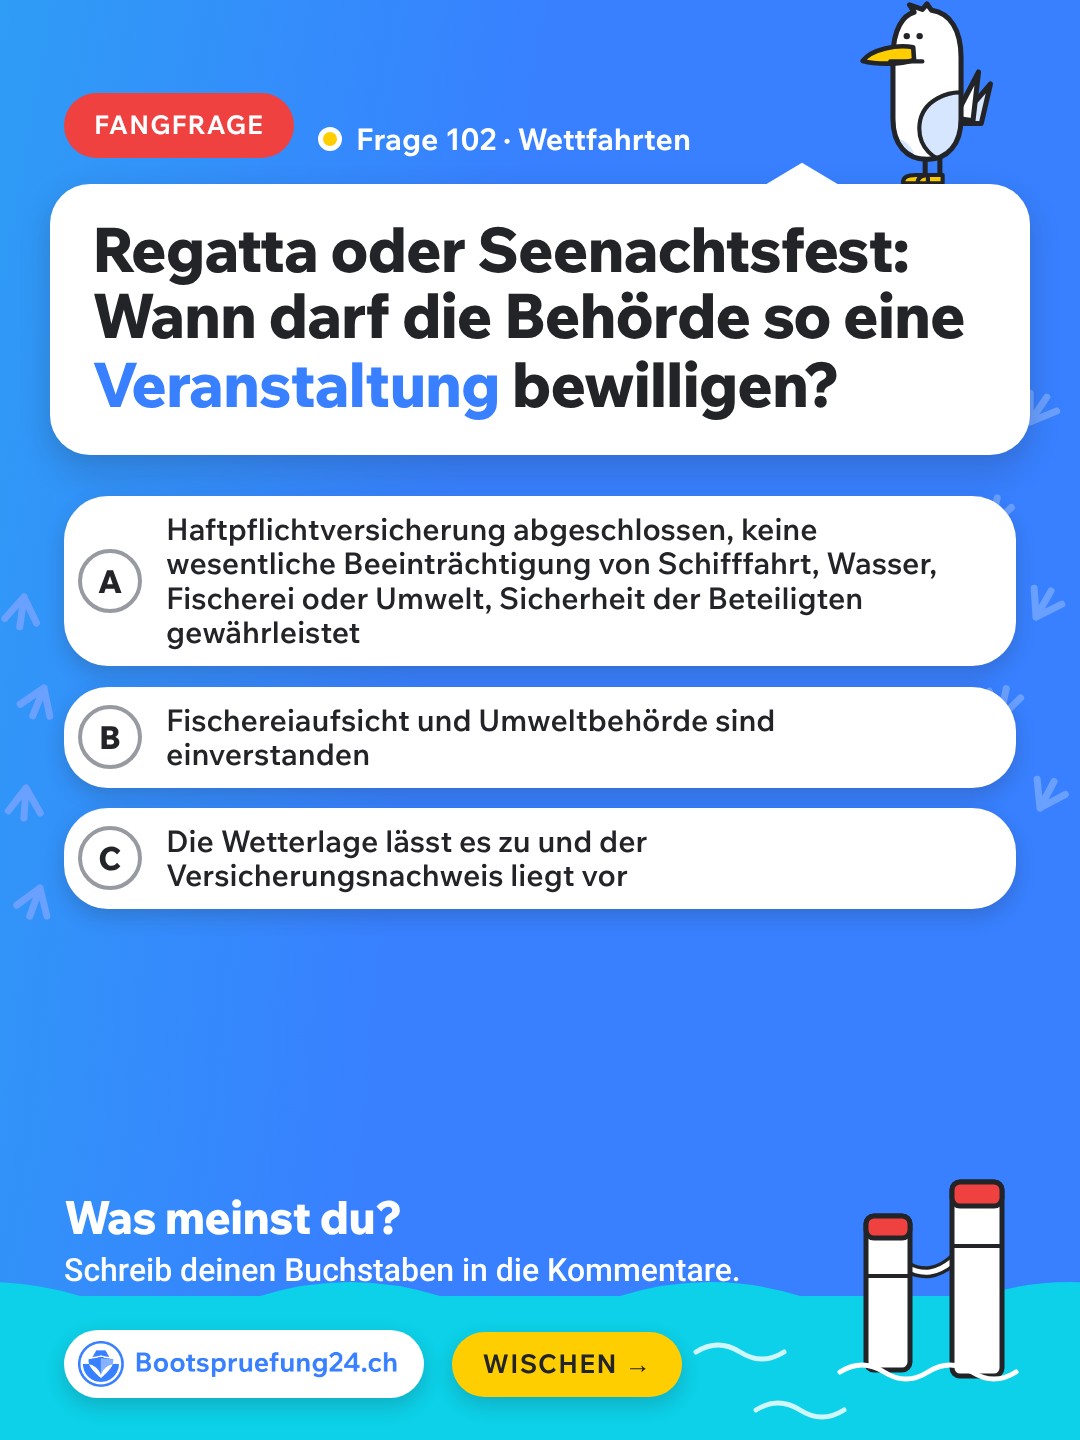 FANGFRAGE
Frage 102 · Wettfahrten
Regatta oder Seenachtsfest:
Wann darf die Behörde so eine
Veranstaltung bewilligen?
A
Haftpflichtversicherung abgeschlossen, keine
wesentliche Beeinträchtigung von Schifffahrt, Wasser,
Fischerei oder Umwelt, Sicherheit der Beteiligten
gewährleistet
B
Fischereiaufsicht und Umweltbehörde sind
einverstanden
C
Die Wetterlage lässt es zu und der
Versicherungsnachweis liegt vor
Was meinst du?
Schreib deinen Buchstaben in die Kommentare.
Bootspruefung24.ch
WISCHEN →